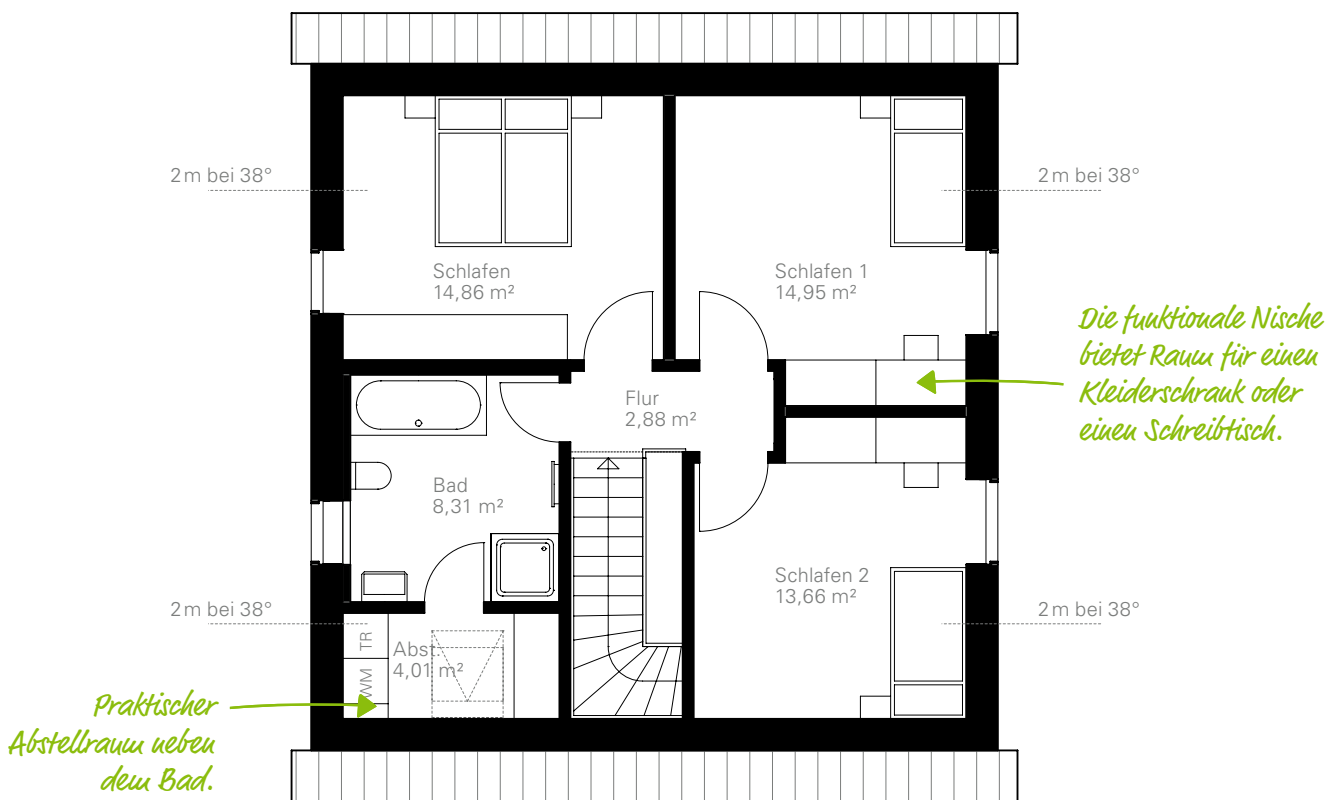 2 m bei 38°
2 m bei 38°
Schlafen
14,86 m²
Schlafen 1
14,95 m²
Die funktionale Nische
bietet Raum für einen
Kleiderschrank oder
einen Schreibtisch.
Flur
2,88 m²
Bad
8,31 m²
Schlafen 2
13,66 m²
2 m bei 38°
2 m bei 38°
TR
Abst.
4,01 m²
WM
Praktischer
Abstellraum neben
dem Bad.